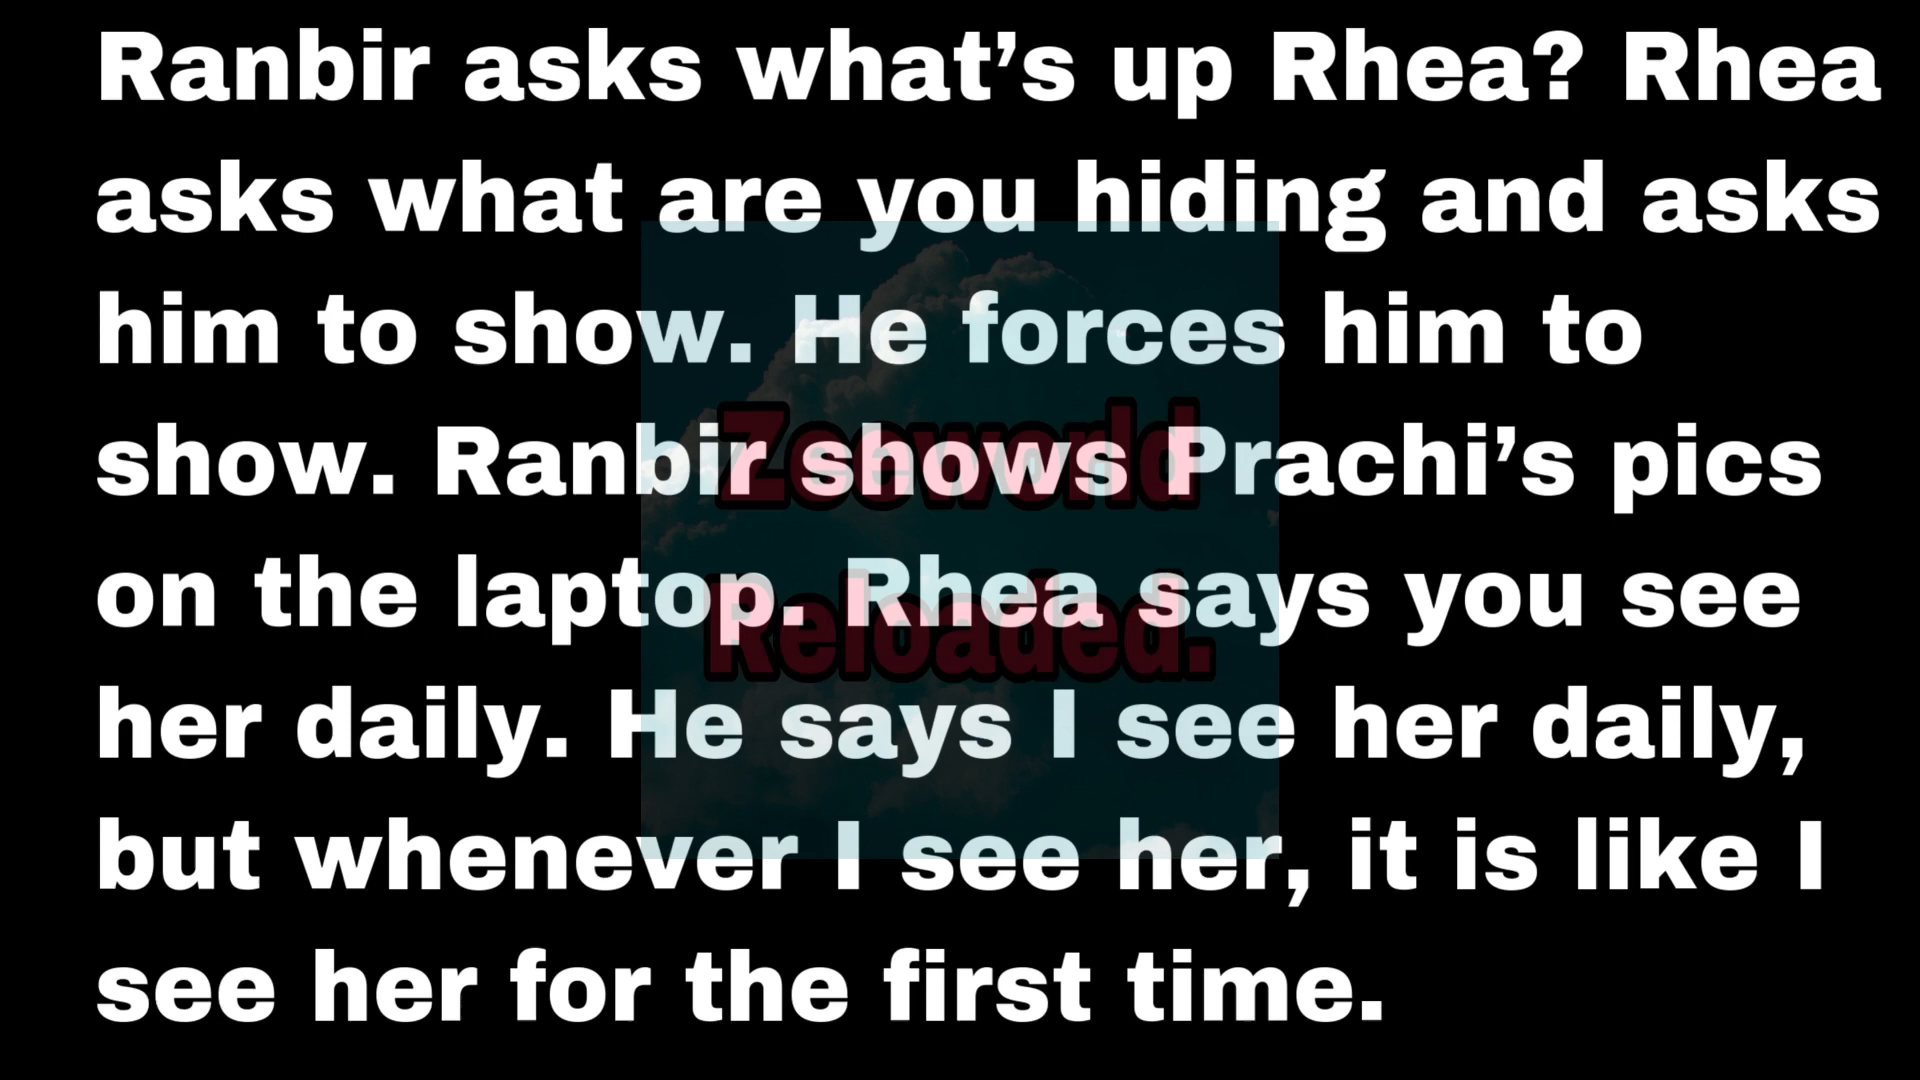 Ranbir asks what’s up Rhea? Rhea
asks what are you hiding and asks
him to show. He forces him to
show. Ranbir shows Prachi’s pics
on the laptop. Rhea says you see
her daily. He says I see her daily,
but whenever I see her, it is like I
see her for the first time.
Zeeworld
Reloaded.